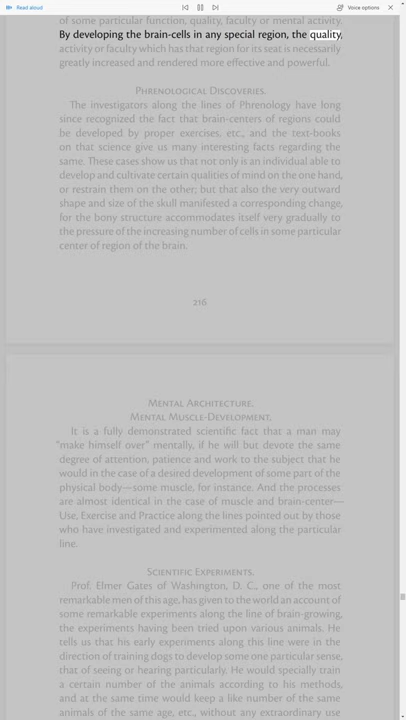 Read aloud
Voice options
of some particular function, quality, faculty or mental activity.
By developing the brain-cells in any special region, the quality,
activity or faculty which has that region for its seat is necessarily
greatly increased and rendered more effective and powerful.
Phrenological Discoveries.
The investigators along the lines of Phrenology have long
since recognized the fact that brain-centers of regions could
be developed by proper exercises. etc., and the text-books
on that science give us many interesting facts regarding the
same. These cases show us that not only is an individual able to
develop and cultivate certain qualities of mind on the one hand,
or restrain them on the other; but that also the very outward
shape and size of the skull manifested a corresponding change,
for the bony structure accommodates itself very gradually to
the pressure of the increasing number of cells in some particular
center of region of the brain.
216
Mental Architecture.
Mental Muscle-Development.
It is a fully demonstrated scientific fact that a man may
"make himself over" mentally, if he will but devote the same
degree of attention, patience and work to the subject that he
would in the case of a desired development of some part of the
physical body—some muscle, for instance. And the processes
are almost identical in the case of muscle and brain-center—
Use, Exercise and Practice along the lines pointed out by those
who have investigated and experimented along the particular
line.
Scientific Experiments.
Prof. Elmer Gates of Washington, D. C., one of the most
remarkable men of this age, has given to the world an account of
some remarkable experiments along the line of brain-growing,
the experiments having been tried upon various animals. He
tells us that his early experiments along this line were in the
direction of training dogs to develop some one particular sense,
that of seeing or hearing particularly. He would specially train
a certain number of the animals according to his methods,
and at the same time would keep a like number of the same
animals of the same age, etc., without any extraordinary use